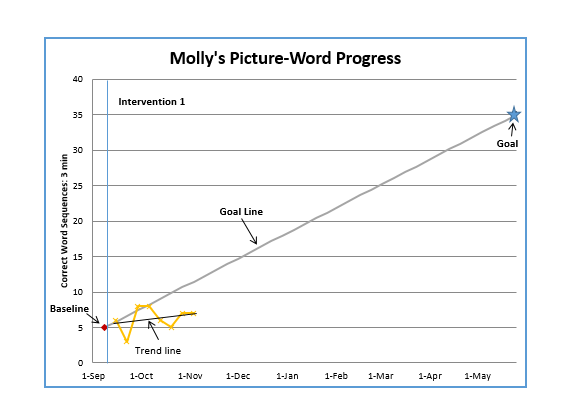 Molly's Picture-Word Progress
40
Intervention 1
35
Goal
30
25
Correct Word Sequences: 3 min
20
Goal Line
15
10
Baseline
5
Trend line
0
1-Sep 1-Oct 1-Nov 1-Dec 1-Jan 1-Feb 1-Mar 1-Apr 1-May